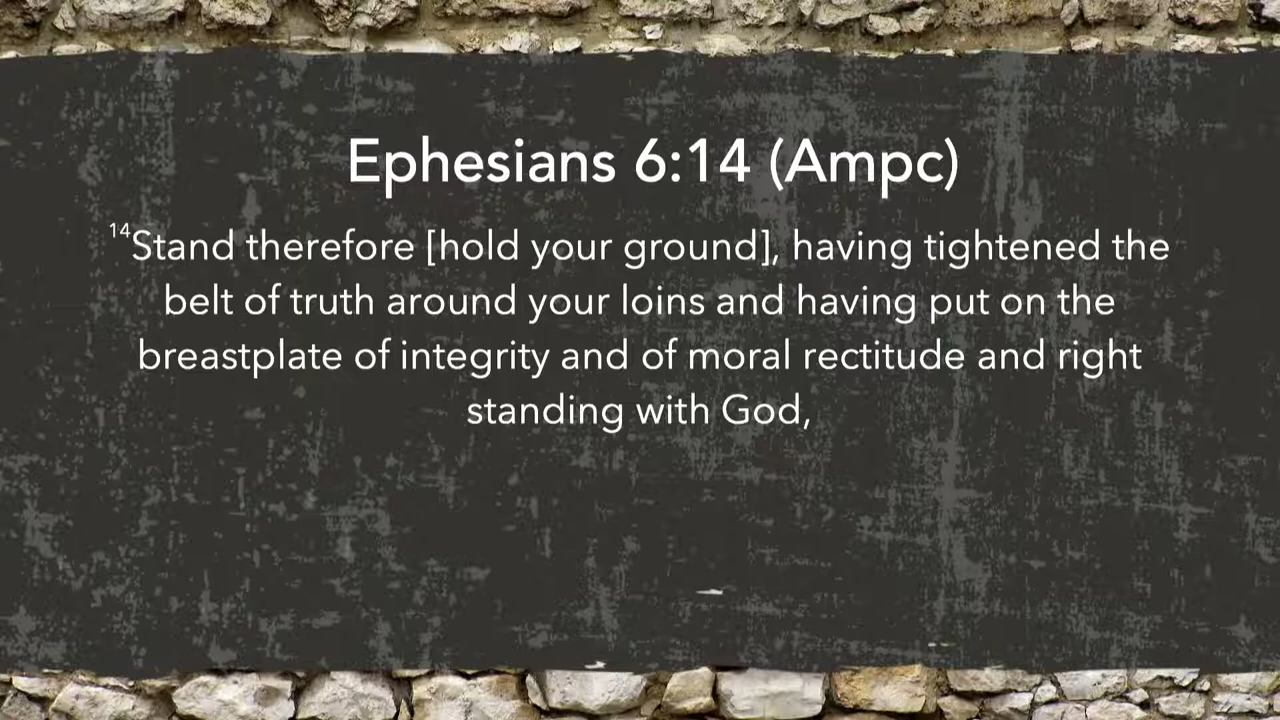 Ephesians 6:14 (Ampc)
14Stand therefore [hold your ground], having tightened the
belt of truth around your loins and having put on the
breastplate of integrity and of moral rectitude and right
standing with God,